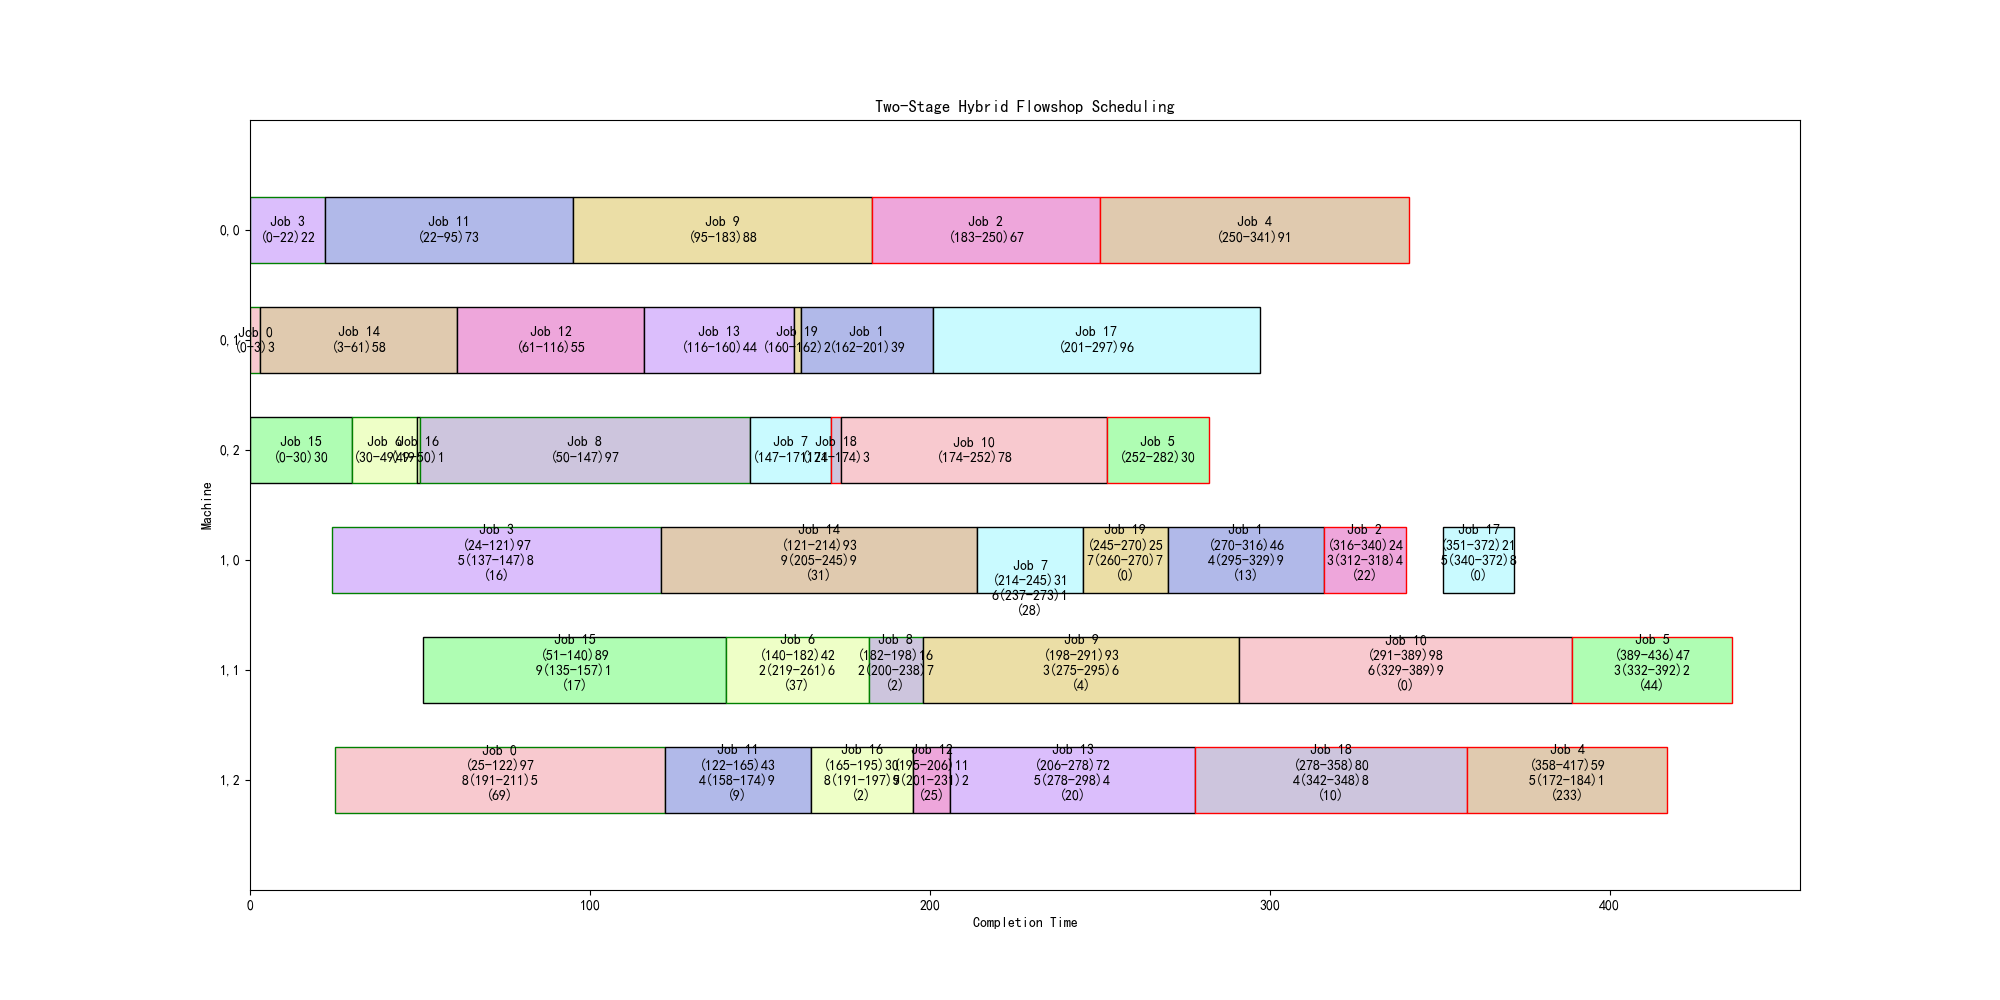 Two-Stage Hybrid Flowshop Scheduling
Machine
0,0
Job 3
(0-22)22
Job 11
(22-95)73
Job 9
(95-183)88
Job 2
(183-250)67
Job 4
(250-341)91
0,1
Job 0
(0-3)3
Job 14
(3-61)58
Job 12
(61-116)55
Job 13
(116-160)44
Job 19
(160-162)2
Job 1
(162-201)39
Job 17
(201-297)96
0,2
Job 15
(0-30)30
Job 6
(30-49)19
Job 16
(49-50)1
Job 8
(50-147)97
Job 7
(147-171)24
Job 18
(171-174)3
Job 10
(174-252)78
Job 5
(252-282)30
1,0
Job 3
(24-121)97
5(137-147)8
(16)
Job 14
(121-214)93
9(205-245)9
(31)
Job 7
(214-245)31
6(237-273)1
(28)
Job 19
(245-270)25
7(260-270)7
(0)
Job 1
(270-316)46
4(295-329)9
(13)
Job 2
(316-340)24
3(312-318)4
(22)
Job 17
(351-372)21
5(340-372)8
(0)
1,1
Job 15
(51-140)89
9(135-157)1
(17)
Job 6
(140-182)42
2(219-261)6
(37)
Job 8
(182-198)16
2(200-238)7
(2)
Job 9
(198-291)93
3(275-295)6
(4)
Job 10
(291-389)98
6(329-389)9
(0)
Job 5
(389-436)47
3(332-392)2
(44)
1,2
Job 0
(25-122)97
8(191-211)5
(69)
Job 11
(122-165)43
4(158-174)9
(9)
Job 16
(165-195)30
8(191-197)9
(2)
Job 12
(195-206)11
(201-231)2
(25)
Job 13
(206-278)72
5(278-298)4
(20)
Job 18
(278-358)80
4(342-348)8
(10)
Job 4
(358-417)59
5(172-184)1
(233)
0
100
200
300
400
Completion Time